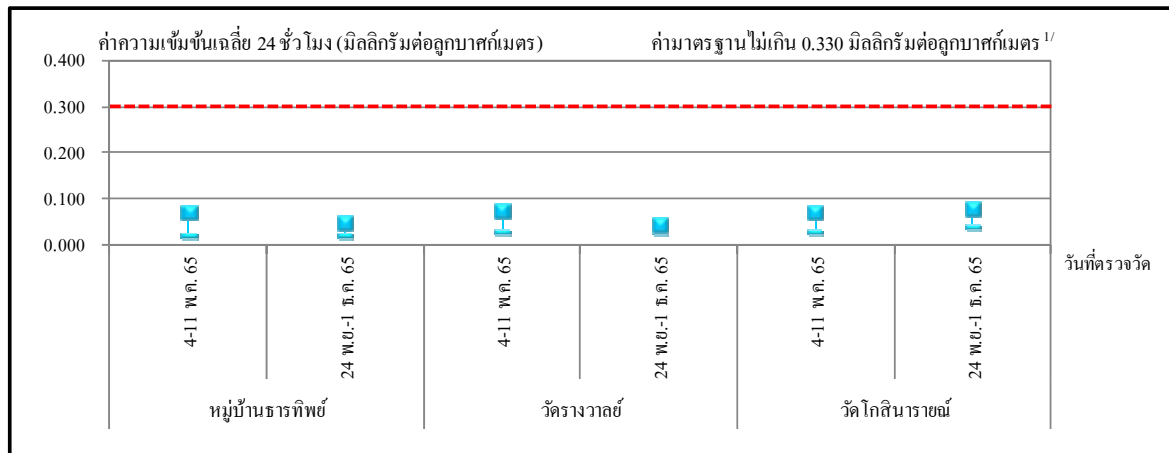 ค่าความเข้มข้นเฉลี่ย 24 ชั่วโมง (มิลลิกรัมต่อลูกบาศก์เมตร) ค่ามาตรฐานไม่เกิน 0.330 มิลลิกรัมต่อลูกบาศก์เมตร 1/
0.400
0.300
0.200
0.100
0.000
วันที่ตรวจวัด
4-11 พ.ค. 65
24 พ.ย.-1 ธ.ค. 65
4-11 พ.ค. 65
24 พ.ย.-1 ธ.ค. 65
4-11 พ.ค. 65
24 พ.ย.-1 ธ.ค. 65
หมู่บ้านธารทิพย์ วัดรางวาลย์ วัดโกสินารายณ์